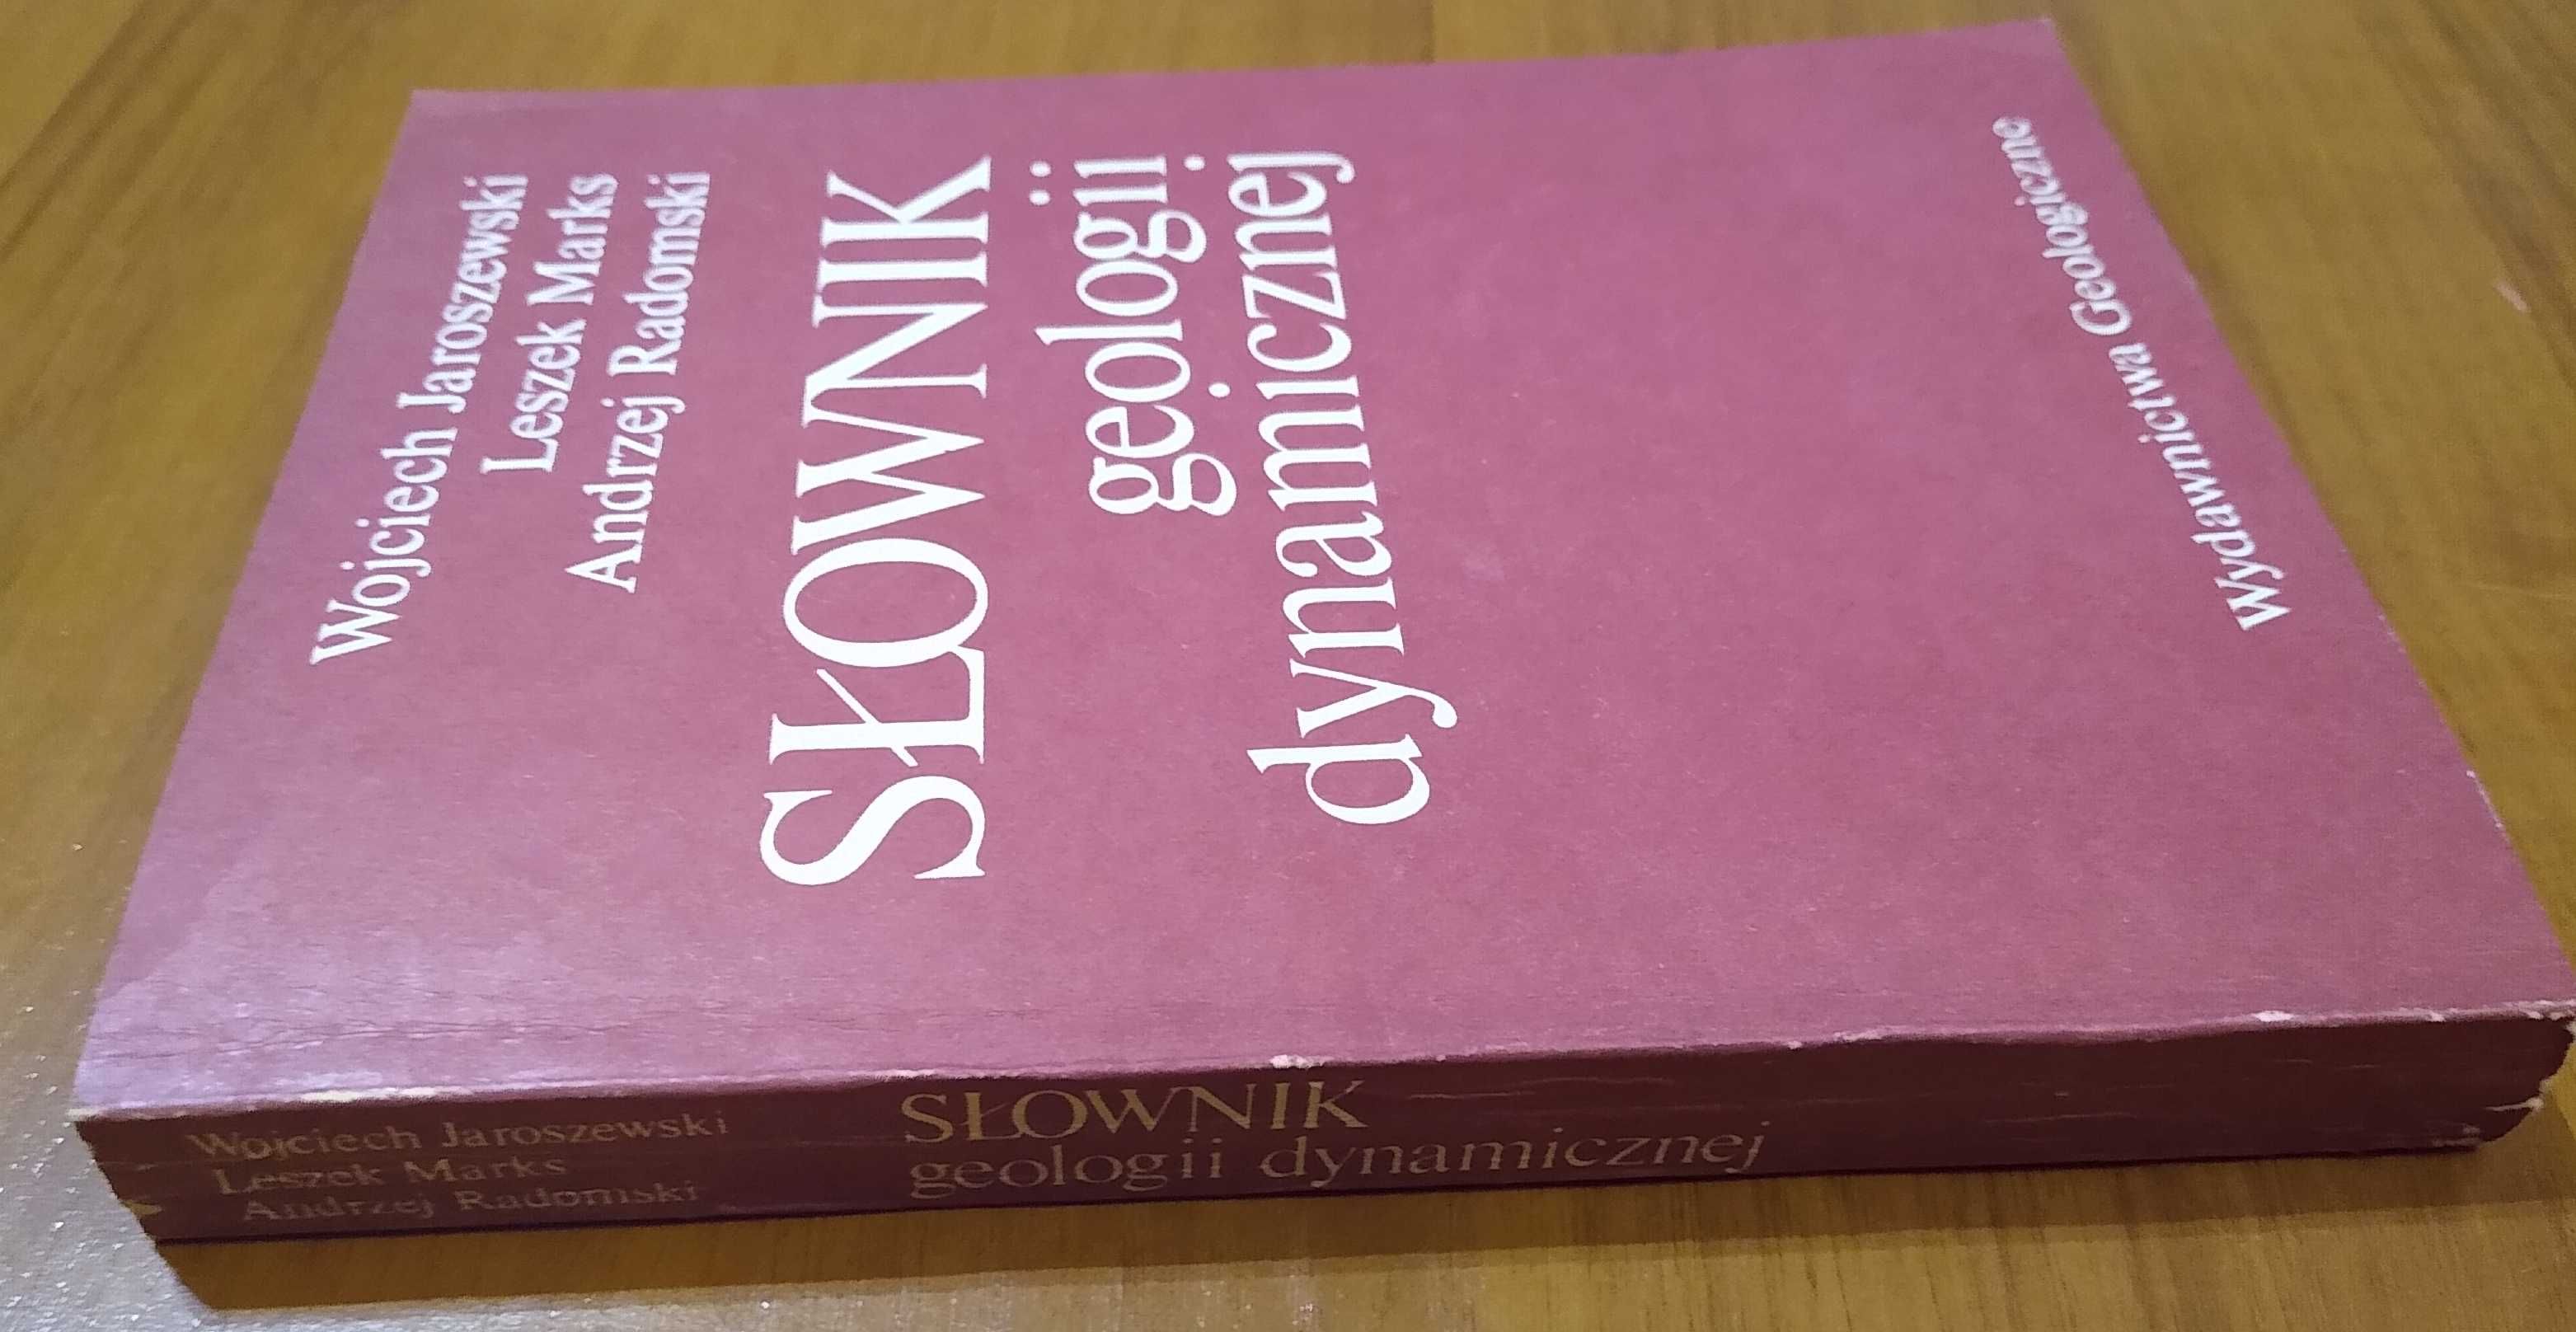 Wojciech Jaroszewski
Leszek Marks
Andrzej Radomski
SŁOWNIK
geologii
dynamicznej
Wydawnictwa Geologiczne
Wojciech Jaroszewski
Leszek Marks
Andrzej Radomski
SŁOWNIK
geologii dynamicznej